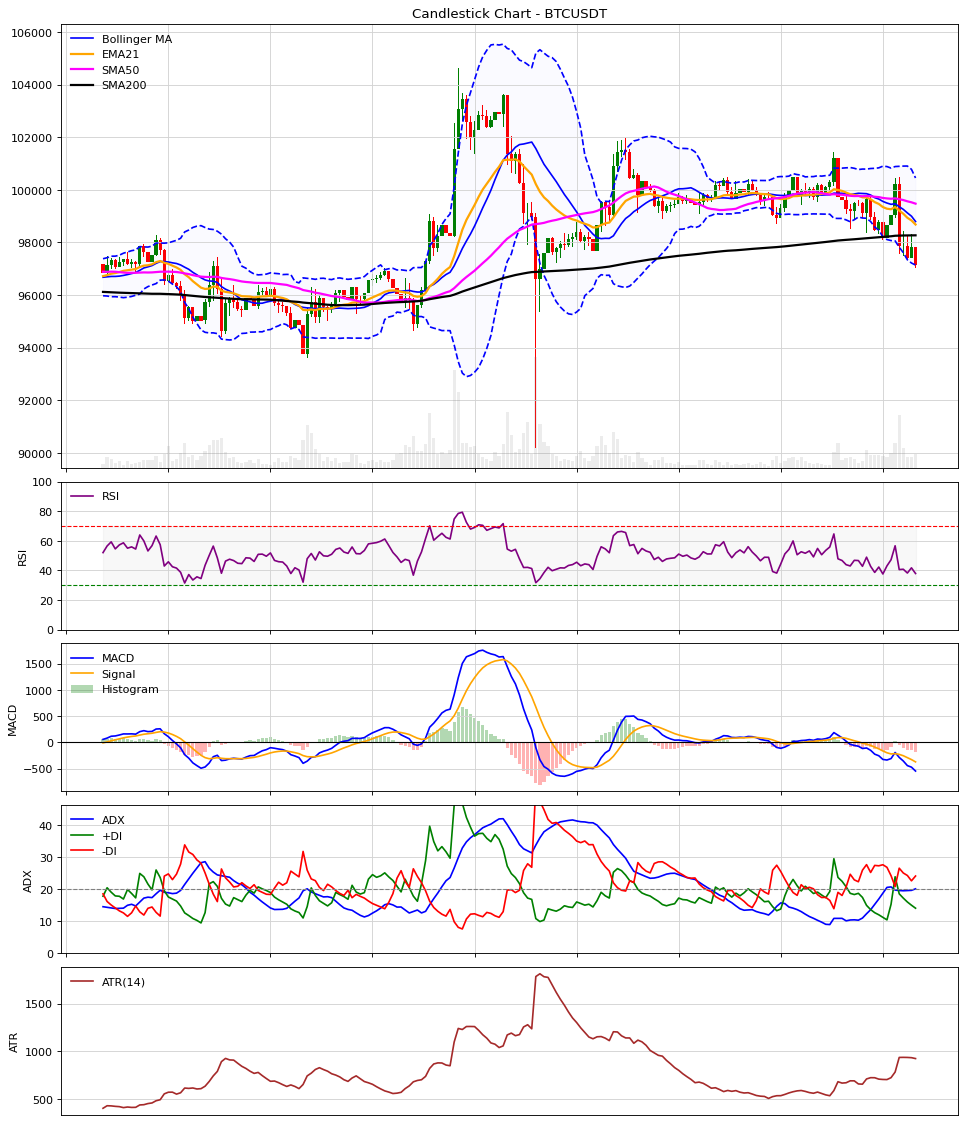 Candlestick Chart - BTCUSDT
106000
104000
102000
100000
98000
96000
94000
92000
90000
Bollinger MA
EMA21
SMA50
SMA200
100
80
60
40
20
0
RSI
RSI
1500
1000
500
0
−500
MACD
MACD
Signal
Histogram
40
30
20
10
0
ADX
ADX
+DI
-DI
1500
1000
500
ATR
ATR(14)